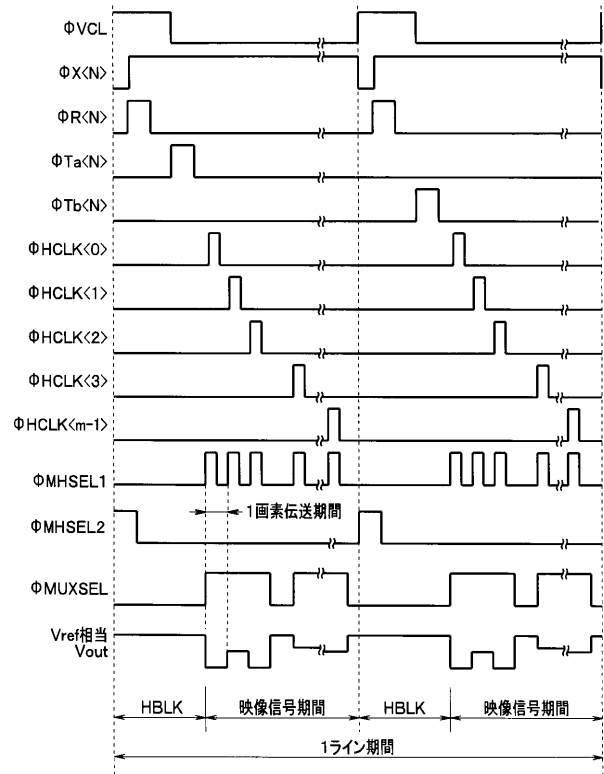 ΦVCL
ΦX<N>
ΦR<N>
ΦTa<N>
ΦTb<N>
ΦHCLK<0>
ΦHCLK<1>
ΦHCLK<2>
ΦHCLK<3>
ΦHCLK<m-1>
ΦMHSEL1
1画素伝送期間
ΦMHSEL2
ΦMUXSEL
Vref相当
Vout
HBLK 映像信号期間 HBLK 映像信号期間
1ライン期間